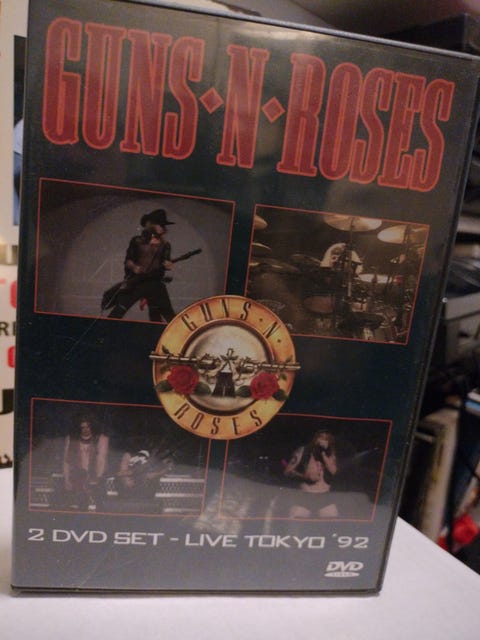 GUNS·N·ROSES
GUNS·N·
ROSES
2 DVD SET - LIVE TOKYO '92
DVD